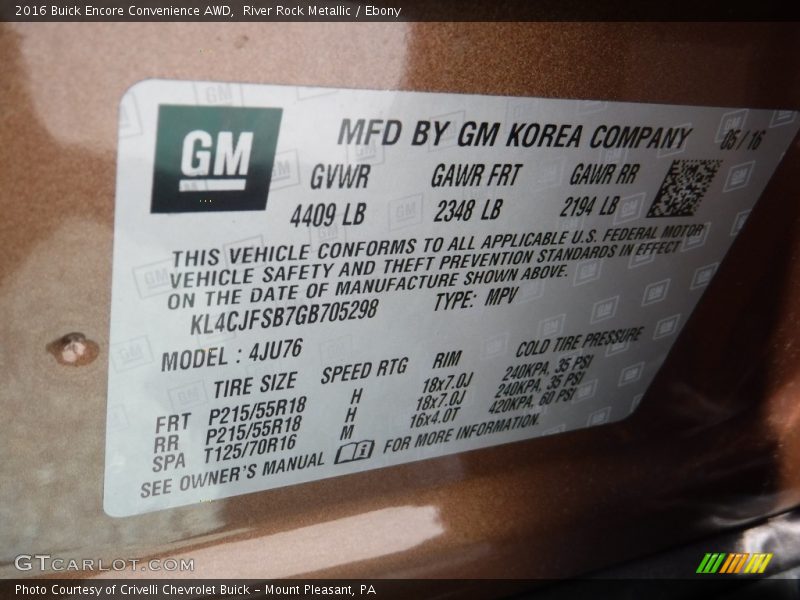 2016 Buick Encore Convenience AWD,  River Rock Metallic / Ebony
GM
MFD BY GM KOREA COMPANY 05/16
GVWR GAWR FRT GAWR RR
4409 LB 2348 LB 2194 LB
THIS VEHICLE CONFORMS TO ALL APPLICABLE U.S. FEDERAL MOTOR
VEHICLE SAFETY AND THEFT PREVENTION STANDARDS IN EFFECT
ON THE DATE OF MANUFACTURE SHOWN ABOVE.
KL4CJFSB7GB705298 TYPE: MPV
MODEL : 4JU76
TIRE SIZE SPEED RTG RIM COLD TIRE PRESSURE
FRT P215/55R18 H 18x7.0J 240KPA, 35 PSI
RR P215/55R18 H 18x7.0J 240KPA, 35 PSI
SPA T125/70R16 M 16x4.0T 420KPA, 60 PSI
SEE OWNER'S MANUAL FOR MORE INFORMATION.
GTCARLOT.COM
Photo Courtesy of Crivelli Chevrolet Buick - Mount Pleasant, PA